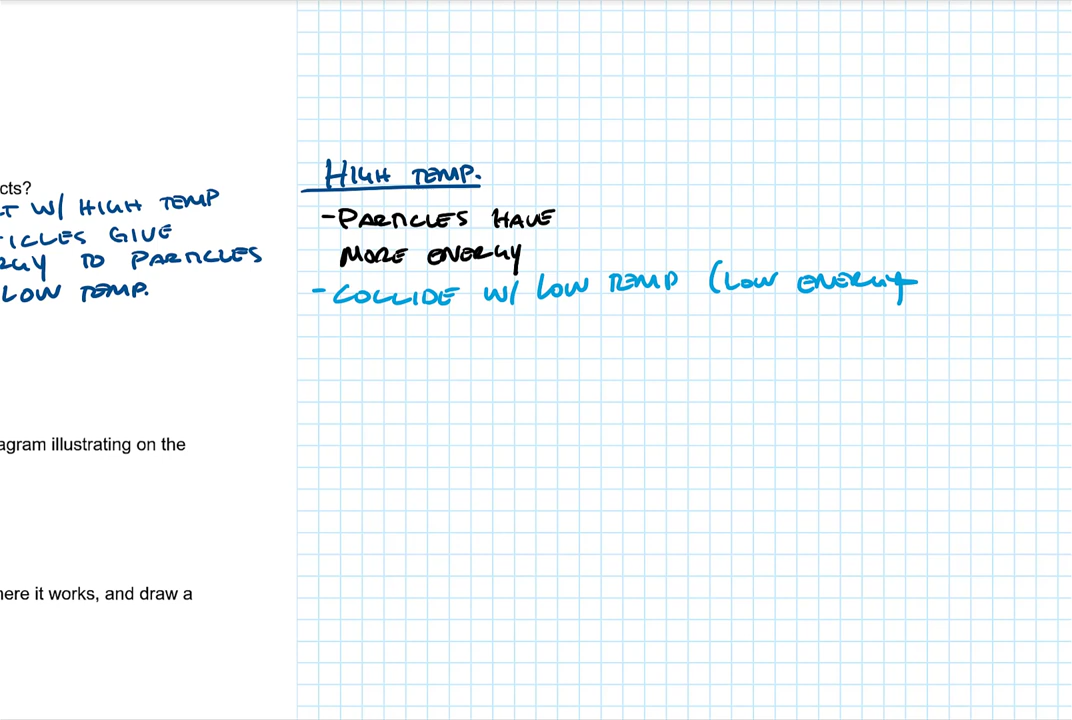 cts?
T W/ HIGH TEMP
TICLES GIVE
RGY TO PARTICLES
LOW TEMP.
agram illustrating on the
here it works, and draw a
HIGH TEMP.
- PARTICLES HAVE
MORE ENERGY
- COLLIDE W/ LOW TEMP (LOW ENERGY